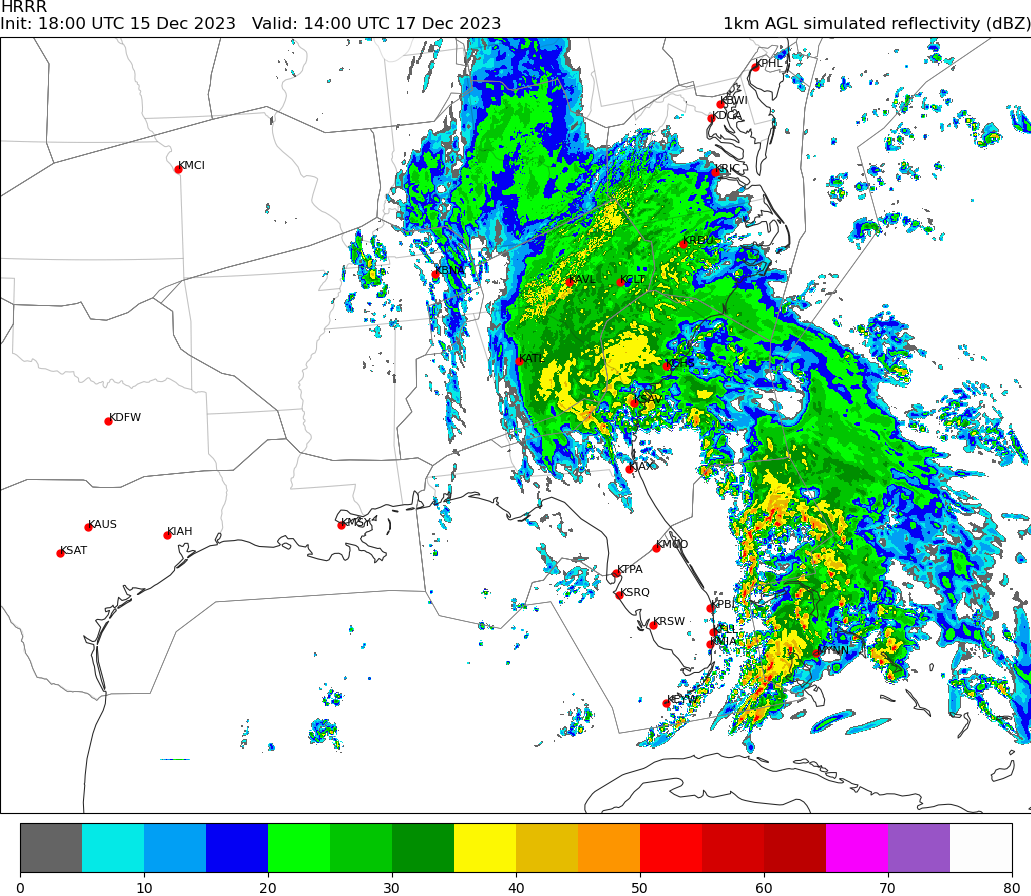 HRRR
Init: 18:00 UTC 15 Dec 2023 Valid: 14:00 UTC 17 Dec 2023
1km AGL simulated reflectivity (dBZ)
KPHL
KBWI
KDCA
KMCI
KRIC
KRDU
KBNA
KAVL
KCLT
KATL
KCHS
KSAV
KDFW
KJAX
KAUS
KIAH
KMSY
KSAT
KMCO
KTPA
KSRQ
KPBI
KRSW
KFLL
KMIA
MYNN
KEYW
0 10 20 30 40 50 60 70 80